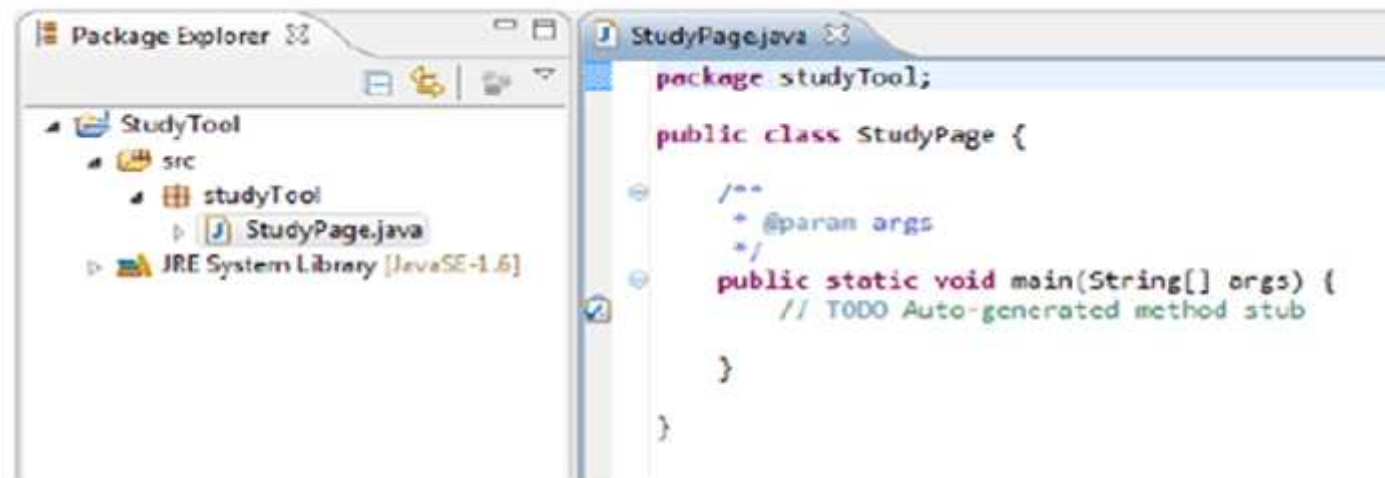 Package Explorer
StudyTool
src
studyTool
StudyPage.java
JRE System Library [JavaSE-1.6]
StudyPage.java
package studyTool;
public class StudyPage {
/**
* @param args
*/
public static void main(String[] args) {
// TODO Auto-generated method stub
}
}